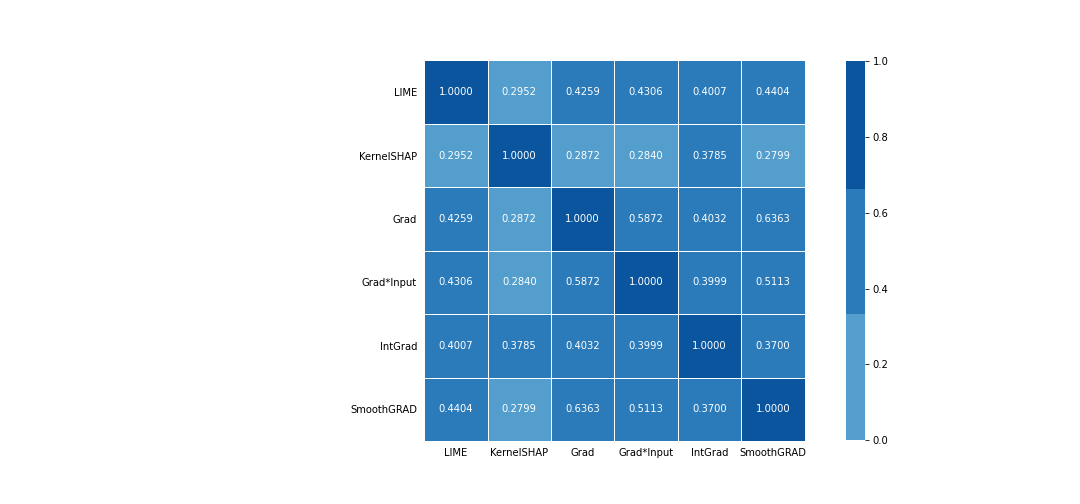 LIME 1.0000 0.2952 0.4259 0.4306 0.4007 0.4404
KernelSHAP 0.2952 1.0000 0.2872 0.2840 0.3785 0.2799
Grad 0.4259 0.2872 1.0000 0.5872 0.4032 0.6363
Grad*Input 0.4306 0.2840 0.5872 1.0000 0.3999 0.5113
IntGrad 0.4007 0.3785 0.4032 0.3999 1.0000 0.3700
SmoothGRAD 0.4404 0.2799 0.6363 0.5113 0.3700 1.0000
LIME KernelSHAP Grad Grad*Input IntGrad SmoothGRAD
1.0
0.8
0.6
0.4
0.2
0.0